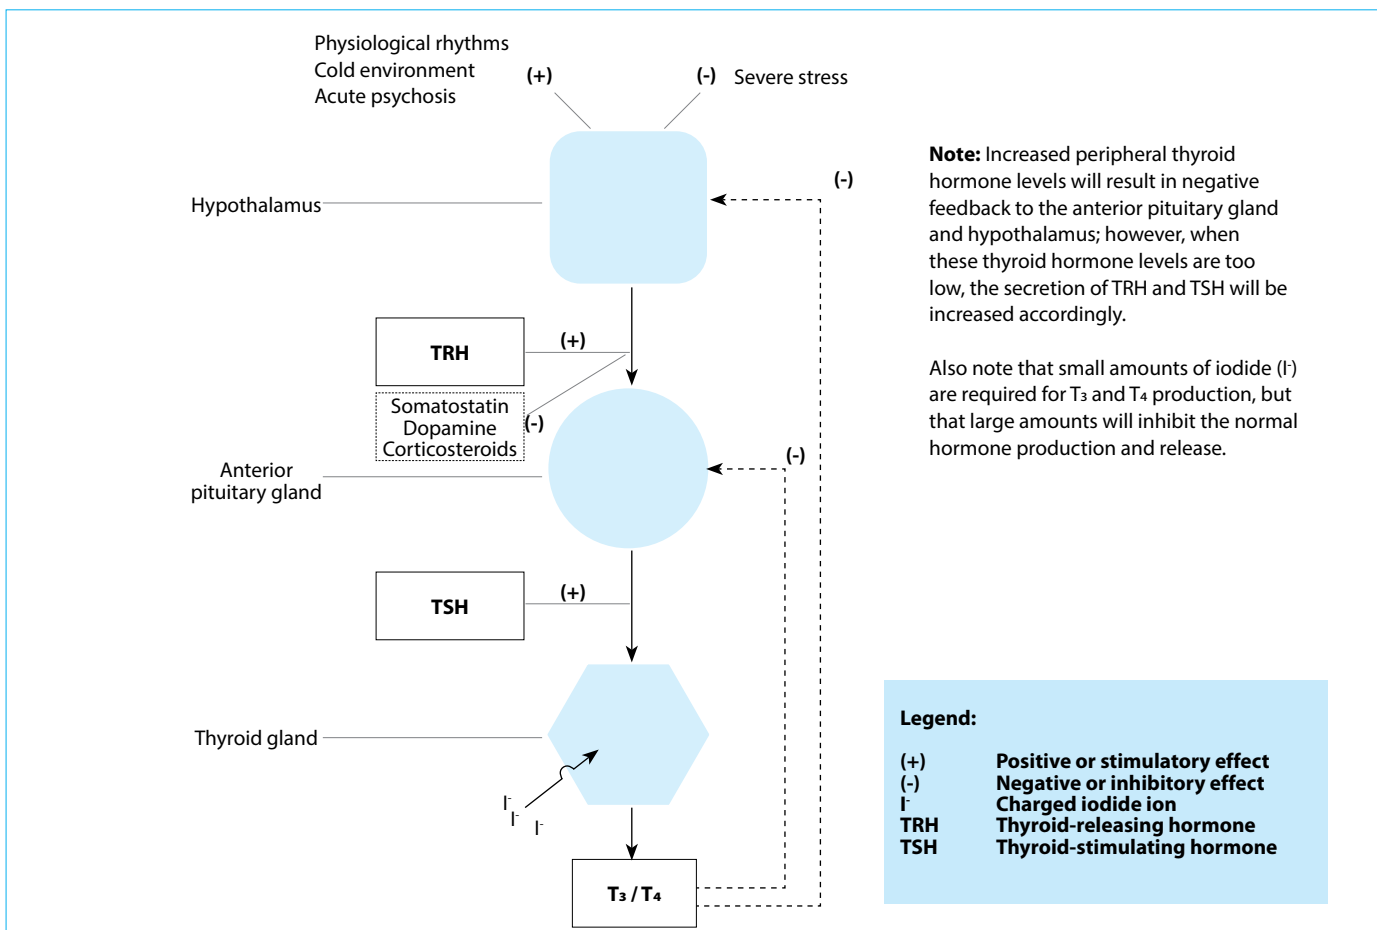 Physiological rhythms
Cold environment
Acute psychosis
(+)
(-)
Severe stress
Hypothalamus
(-)
TRH
(+)
Somatostatin
Dopamine
Corticosteroids
(-)
Anterior
pituitary gland
(-)
TSH
(+)
Thyroid gland
I⁻
I⁻
I⁻
T₃ / T₄
Note: Increased peripheral thyroid
hormone levels will result in negative
feedback to the anterior pituitary gland
and hypothalamus; however, when
these thyroid hormone levels are too
low, the secretion of TRH and TSH will be
increased accordingly.
Also note that small amounts of iodide (I⁻)
are required for T₃ and T₄ production, but
that large amounts will inhibit the normal
hormone production and release.
Legend:
(+) Positive or stimulatory effect
(-) Negative or inhibitory effect
I⁻ Charged iodide ion
TRH Thyroid-releasing hormone
TSH Thyroid-stimulating hormone